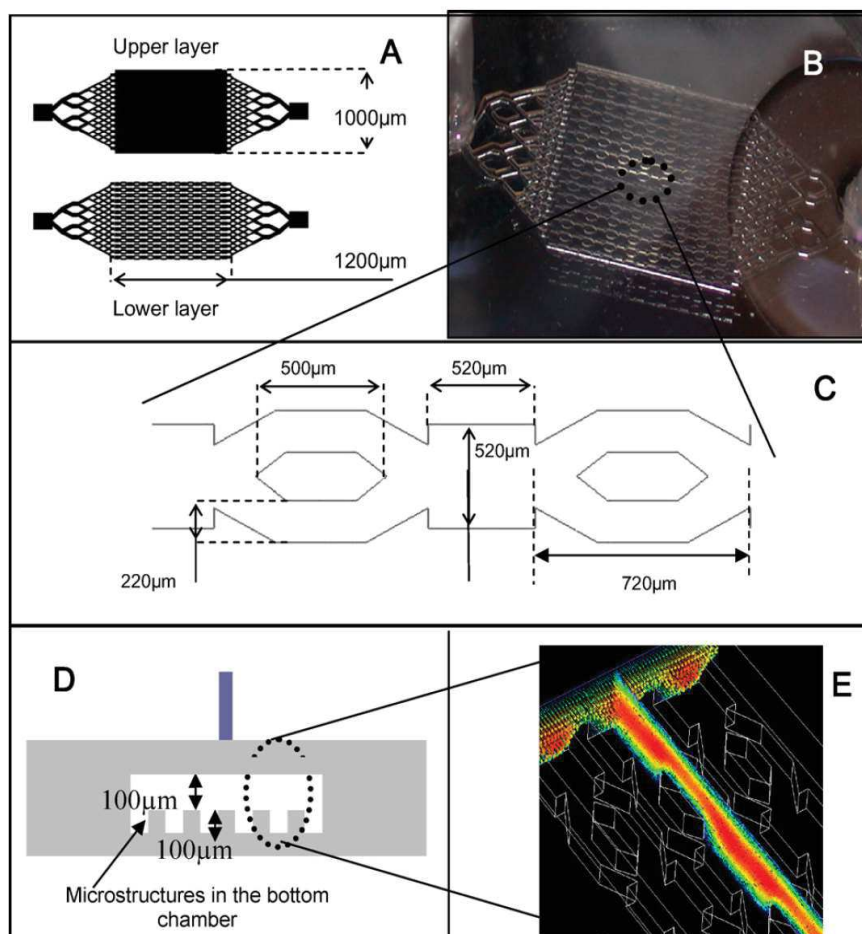 Upper layer
A
1000µm
1200µm
Lower layer
B
C
500µm
520µm
520µm
220µm
720µm
D
100µm
100µm
Microstructures in the bottom
chamber
E